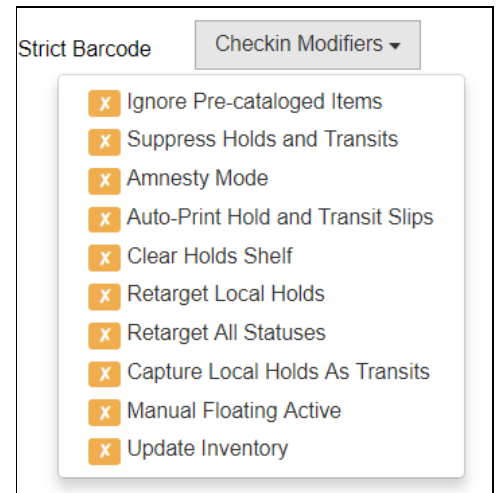 Strict Barcode Checkin Modifiers
x Ignore Pre-cataloged Items
x Suppress Holds and Transits
x Amnesty Mode
x Auto-Print Hold and Transit Slips
x Clear Holds Shelf
x Retarget Local Holds
x Retarget All Statuses
x Capture Local Holds As Transits
x Manual Floating Active
x Update Inventory